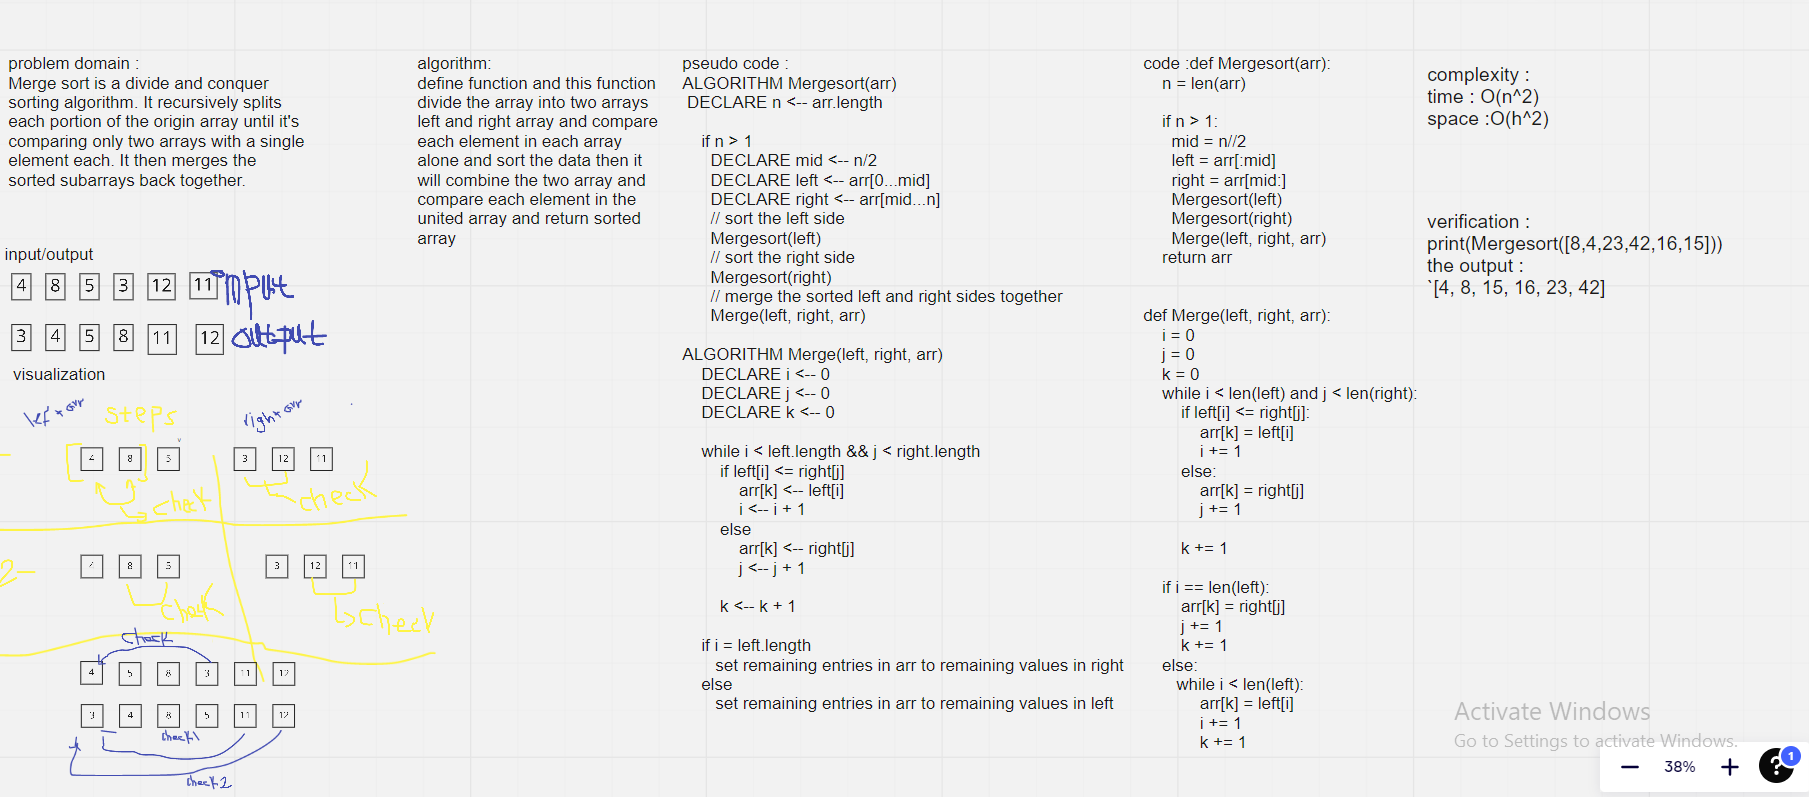 problem domain :
Merge sort is a divide and conquer
sorting algorithm. It recursively splits
each portion of the origin array until it's
comparing only two arrays with a single
element each. It then merges the
sorted subarrays back together.
input/output
4 8 5 3 12 11 input
3 4 5 8 11 12 output
visualization
left arr steps right arr
4 8 5 3 12 11
check check
2-
4 8 5 3 12 11
check check
check
4 5 8 3 11 12
3 4 8 5 11 12
check1
check2
algorithm:
define function and this function
divide the array into two arrays
left and right array and compare
each element in each array
alone and sort the data then it
will combine the two array and
compare each element in the
united array and return sorted
array
pseudo code :
ALGORITHM Mergesort(arr)
DECLARE n <-- arr.length
if n > 1
DECLARE mid <-- n/2
DECLARE left <-- arr[0...mid]
DECLARE right <-- arr[mid...n]
// sort the left side
Mergesort(left)
// sort the right side
Mergesort(right)
// merge the sorted left and right sides together
Merge(left, right, arr)
ALGORITHM Merge(left, right, arr)
DECLARE i <-- 0
DECLARE j <-- 0
DECLARE k <-- 0
while i < left.length && j < right.length
if left[i] <= right[j]
arr[k] <-- left[i]
i <-- i + 1
else
arr[k] <-- right[j]
j <-- j + 1
k <-- k + 1
if i = left.length
set remaining entries in arr to remaining values in right
else
set remaining entries in arr to remaining values in left
code :def Mergesort(arr):
n = len(arr)
if n > 1:
mid = n//2
left = arr[:mid]
right = arr[mid:]
Mergesort(left)
Mergesort(right)
Merge(left, right, arr)
return arr
def Merge(left, right, arr):
i = 0
j = 0
k = 0
while i < len(left) and j < len(right):
if left[i] <= right[j]:
arr[k] = left[i]
i += 1
else:
arr[k] = right[j]
j += 1
k += 1
if i == len(left):
arr[k] = right[j]
j += 1
k += 1
else:
while i < len(left):
arr[k] = left[i]
i += 1
k += 1
complexity :
time : O(n^2)
space :O(h^2)
verification :
print(Mergesort([8,4,23,42,16,15]))
the output :
`[4, 8, 15, 16, 23, 42]
Activate Windows
Go to Settings to activate Windows.
38%
? 1